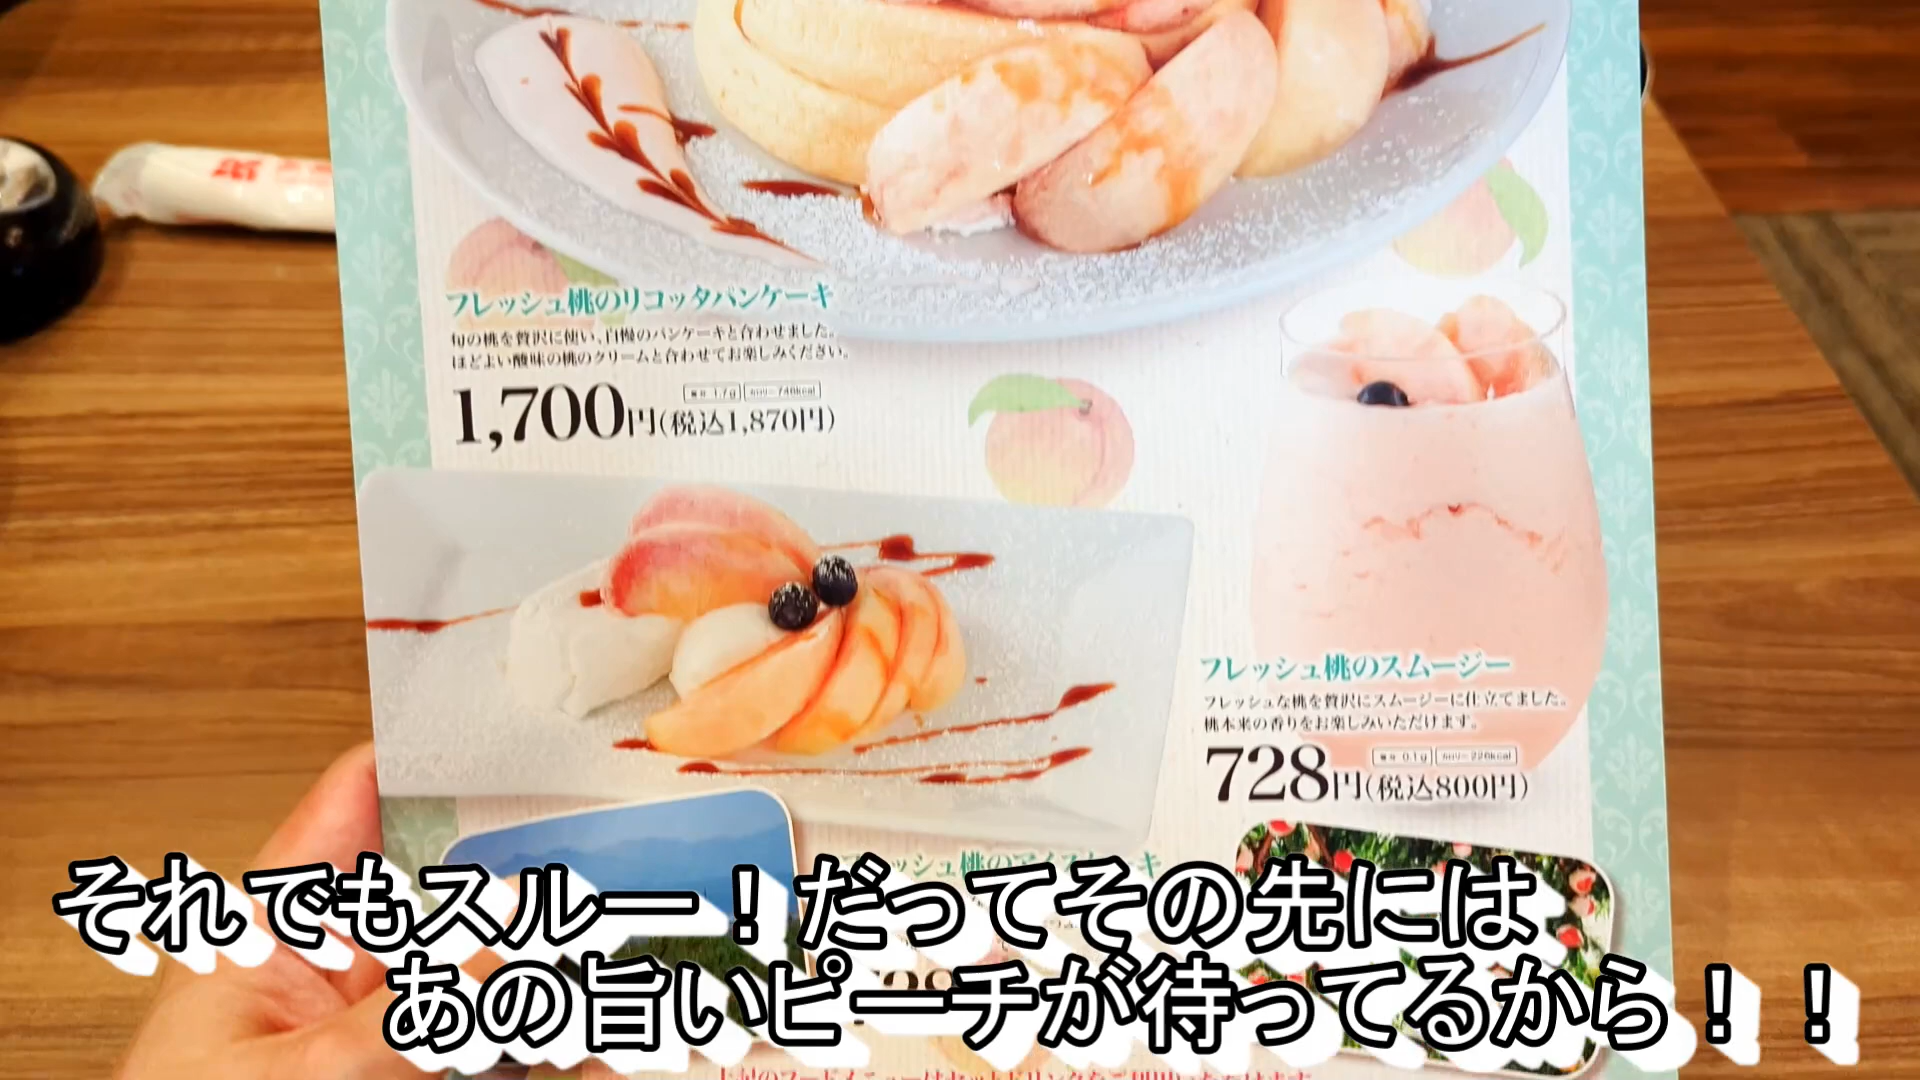 フレッシュ桃のリコッタパンケーキ
旬の桃を贅沢に使い、自慢のパンケーキと合わせました。
ほどよい酸味の桃のクリームと合わせてお楽しみください。
1,700円(税込1,870円)
フレッシュ桃のスムージー
フレッシュな桃を贅沢にスムージーに仕立てました。
桃本来の香りをお楽しみいただけます。
728円(税込800円)
それでもスルー！だってその先には
あの旨いピーチが待ってるから！！